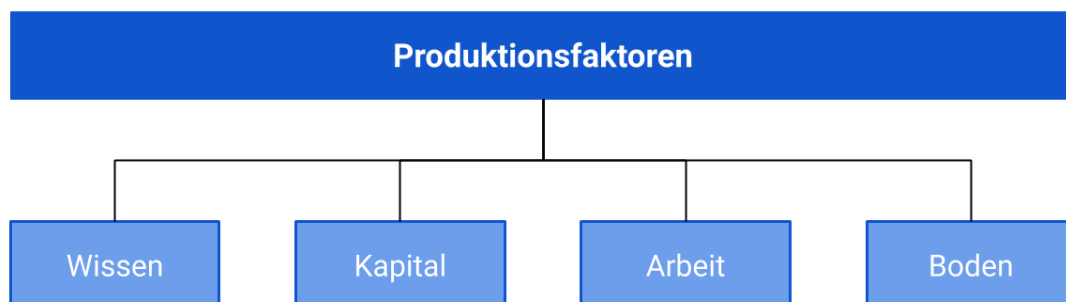 Produktionsfaktoren
Wissen
Kapital
Arbeit
Boden